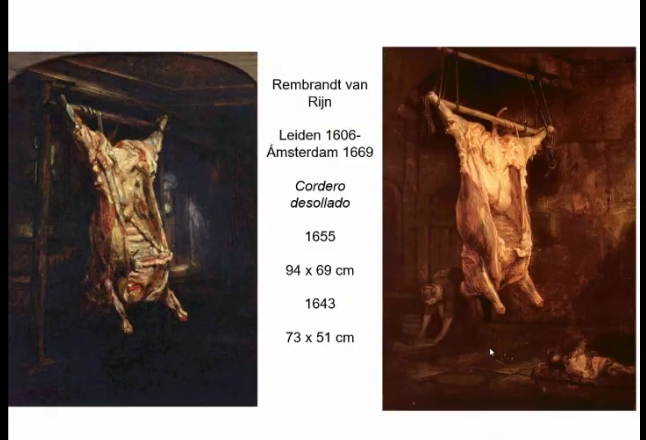 Rembrandt van
Rijn
Leiden 1606-
Ámsterdam 1669
Cordero
desollado
1655
94 x 69 cm
1643
73 x 51 cm